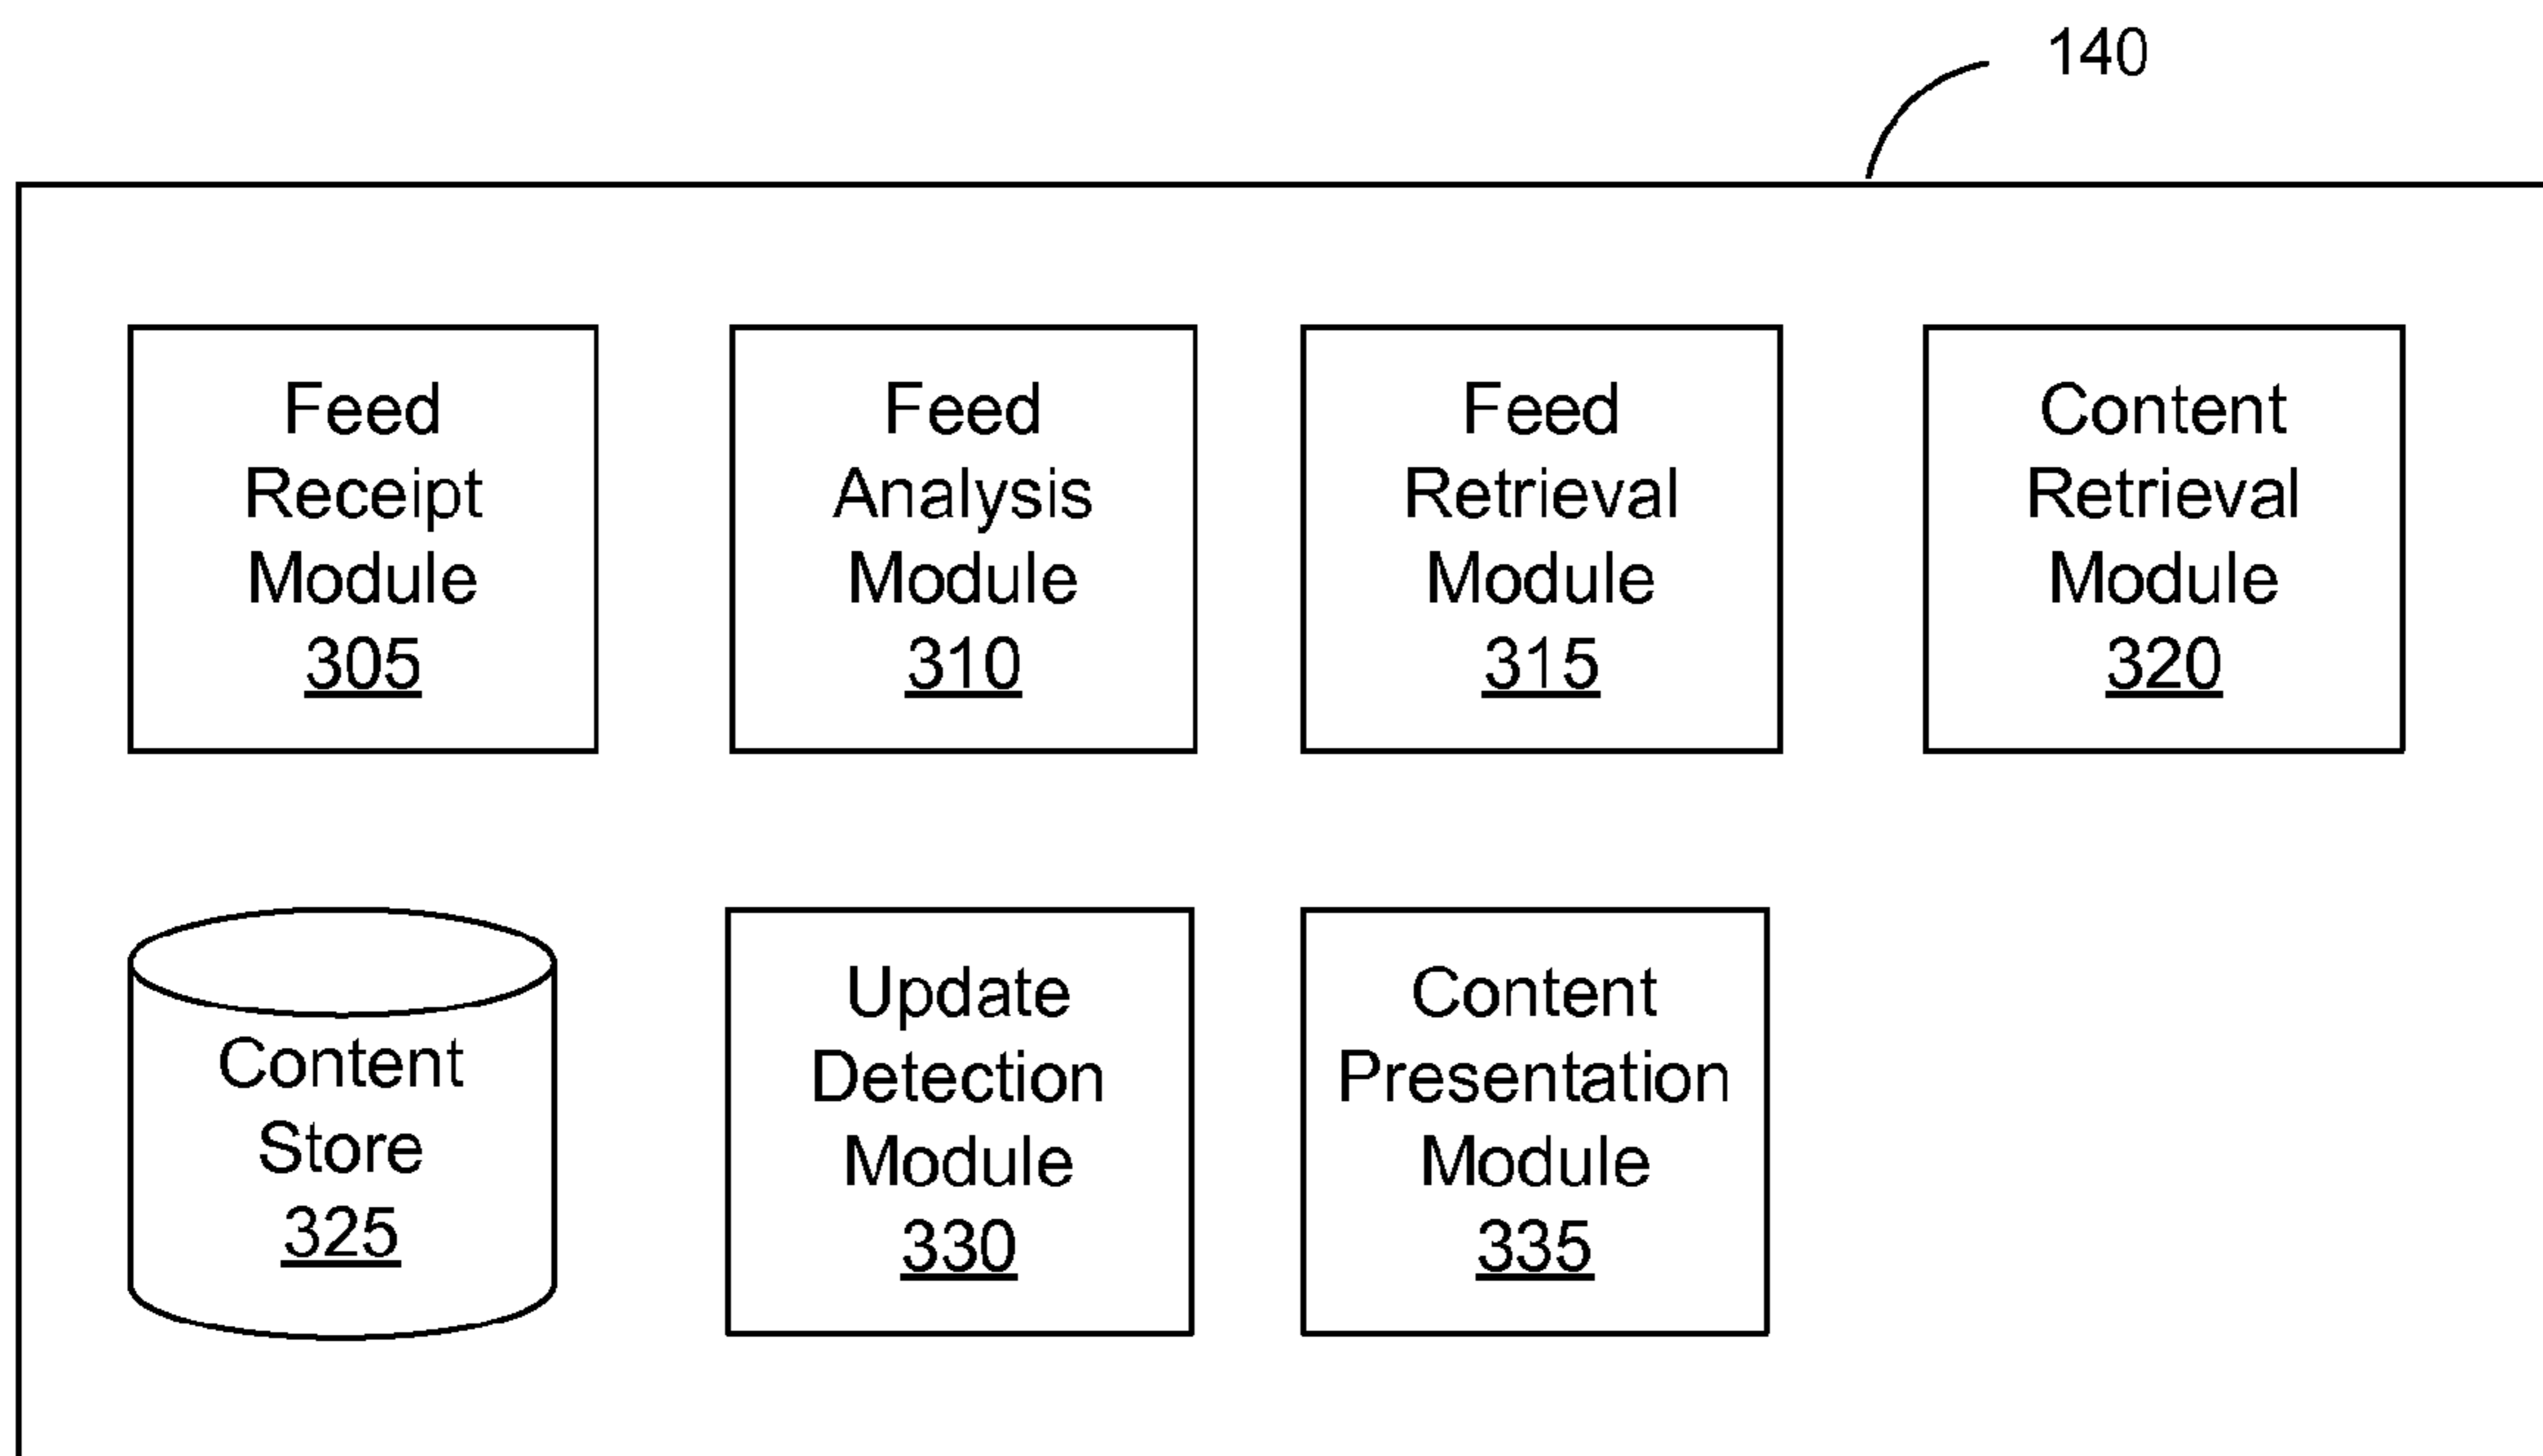 140
Feed
Receipt
Module
305
Feed
Analysis
Module
310
Feed
Retrieval
Module
315
Content
Retrieval
Module
320
Content
Store
325
Update
Detection
Module
330
Content
Presentation
Module
335